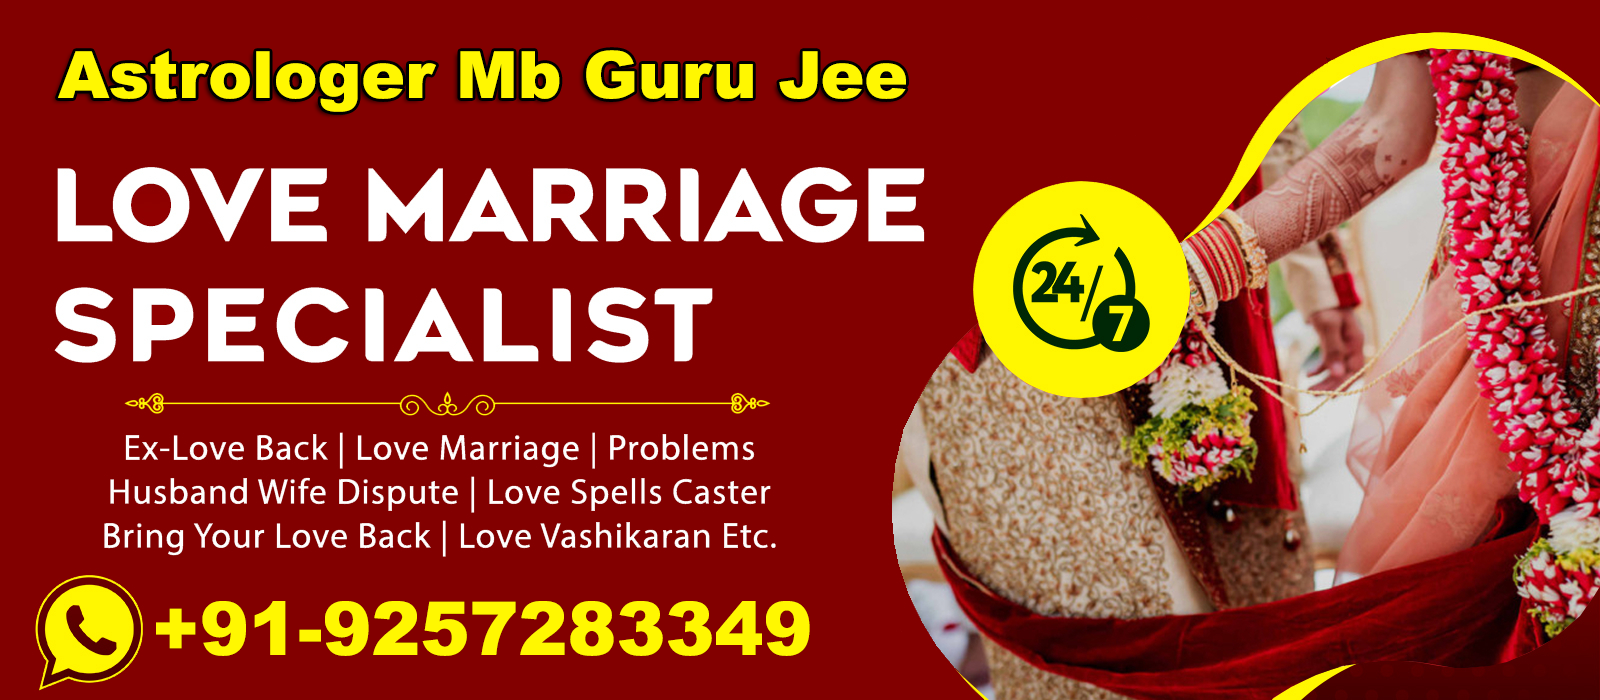 Astrologer Mb Guru Jee
LOVE MARRIAGE
SPECIALIST
24/7
Ex-Love Back | Love Marriage | Problems
Husband Wife Dispute | Love Spells Caster
Bring Your Love Back | Love Vashikaran Etc.
+91-9257283349